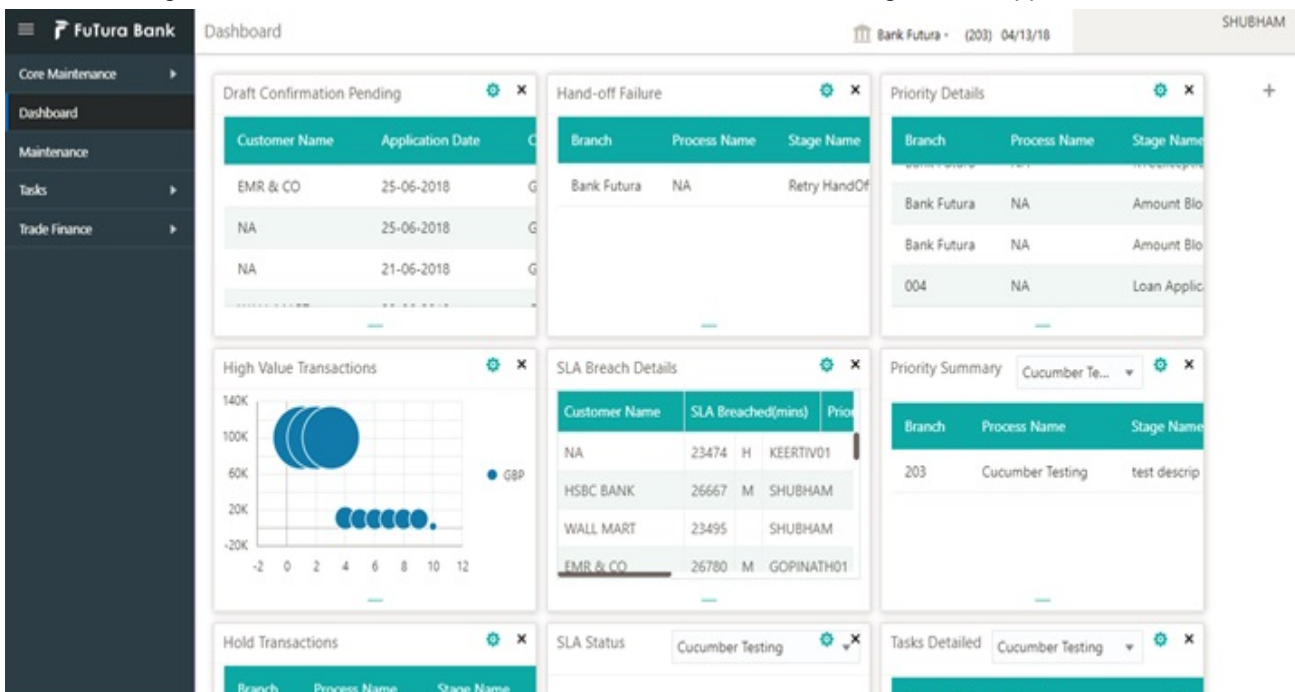 FuTura Bank
Dashboard
Bank Futura - (203) 04/13/18
SHUBHAM
Core Maintenance
Dashboard
Maintenance
Tasks
Trade Finance
Draft Confirmation Pending
Customer Name Application Date
EMR & CO 25-06-2018 G
NA 25-06-2018 G
NA 21-06-2018 G
Hand-off Failure
Branch Process Name Stage Name
Bank Futura NA Retry HandOf
Priority Details
Branch Process Name Stage Name
Bank Futura NA Amount Blo
Bank Futura NA Amount Blo
004 NA Loan Applic
High Value Transactions
140K
100K
60K
20K
-20K
-2 0 2 4 6 8 10 12
GBP
SLA Breach Details
Customer Name SLA Breached(mins) Prior
NA 23474 H KEERTIV01
HSBC BANK 26667 M SHUBHAM
WALL MART 23495 SHUBHAM
EMR & CO 26780 M GOPINATH01
Priority Summary Cucumber Te...
Branch Process Name Stage Name
203 Cucumber Testing test descrip
Hold Transactions
Branch Process Name Stage Name
SLA Status Cucumber Testing
Tasks Detailed Cucumber Testing